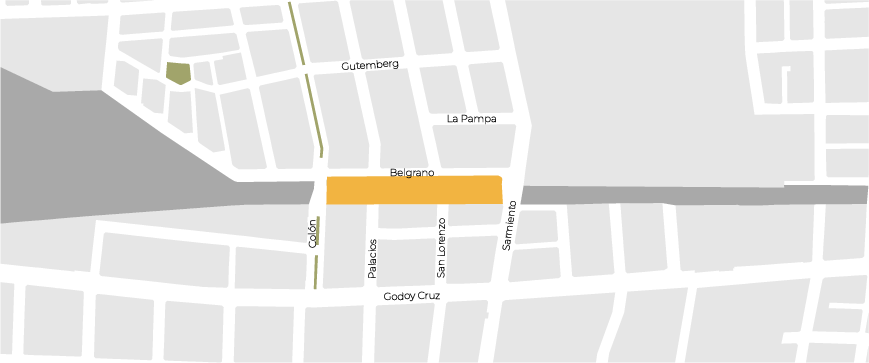 Gutemberg
La Pampa
Belgrano
Colón
Palacios
San Lorenzo
Sarmiento
Godoy Cruz